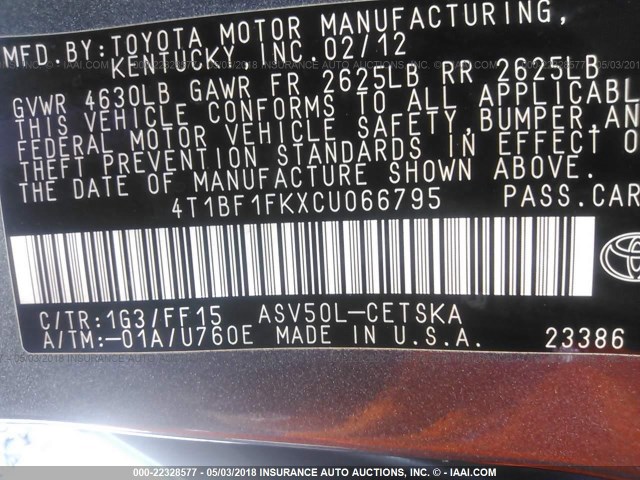 MFD.BY:TOYOTA MOTOR MANUFACTURING,
KENTUCKY, INC. 02/12
GVWR 4630LB GAWR FR 2625LB RR 2625LB
THIS VEHICLE CONFORMS TO ALL APPLICABL
FEDERAL MOTOR VEHICLE SAFETY,BUMPER,AN
THEFT PREVENTION STANDARDS IN EFFECT O
THE DATE OF MANUFACTURE SHOWN ABOVE.
4T1BF1FKXCU066795 PASS.CAR
C/TR:1G3/FF15 ASV50L-CETSKA
A/TM:-01A/U760E MADE IN U.S.A. 23386
000-22328577 - 05/03/2018 - INSURANCE AUTO AUCTIONS, INC. © - IAAI.COM